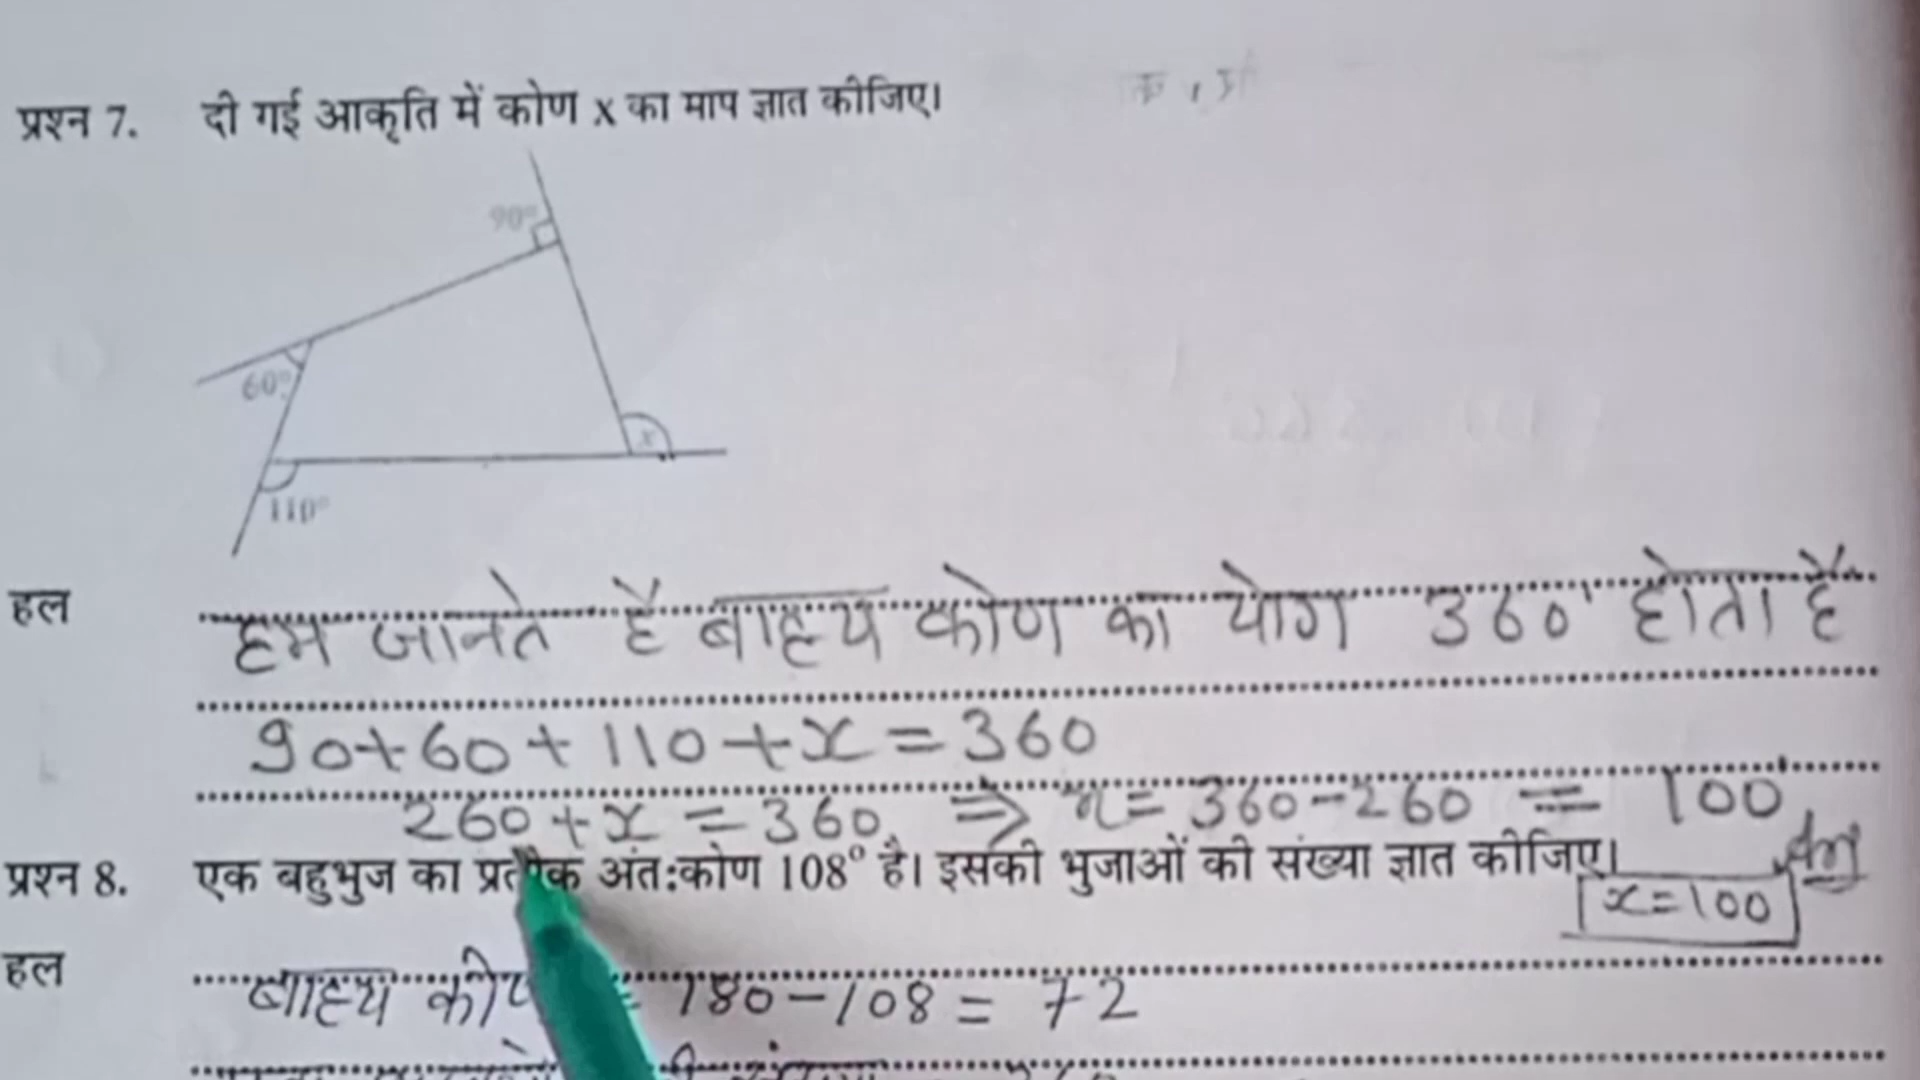 प्रश्न 7. दी गई आकृति में कोण x का माप ज्ञात कीजिए।
90°
60°
x
110°
हल
हम जानते है बाह्य कोण का योग 360° होता है
90+60+110+x=360
260+x=360 ⇒ x=360-260 = 100°
Ans
प्रश्न 8. एक बहुभुज का प्रत्येक अंतःकोण 108° है। इसकी भुजाओं की संख्या ज्ञात कीजिए।
x=100
हल
बाह्य = 180-108 = 72